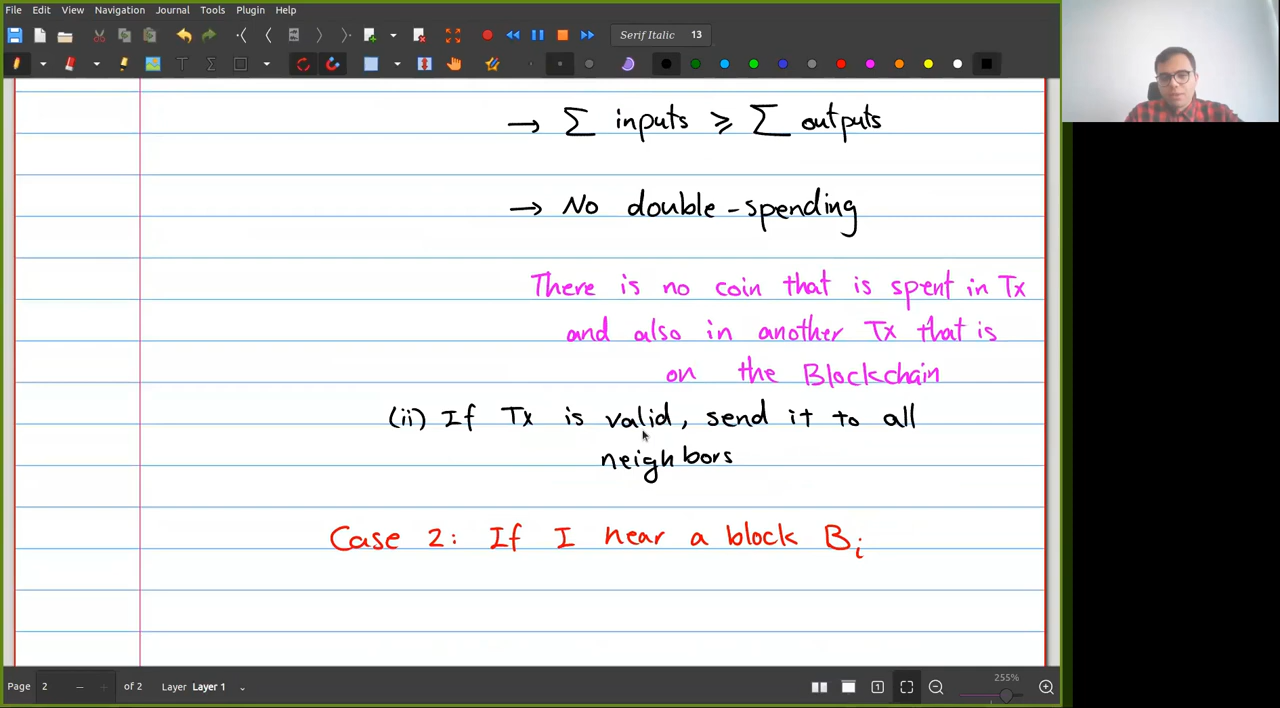 File Edit View Navigation Journal Tools Plugin Help
Serif Italic 13
→ Σ inputs ⩾ Σ outputs
→ No double-spending
There is no coin that is spent in Tx
and also in another Tx that is
on the Blockchain
(ii) If Tx is valid, send it to all
neighbors
Case 2: If I hear a block Bi
Page 2 of 2 Layer Layer 1
255%